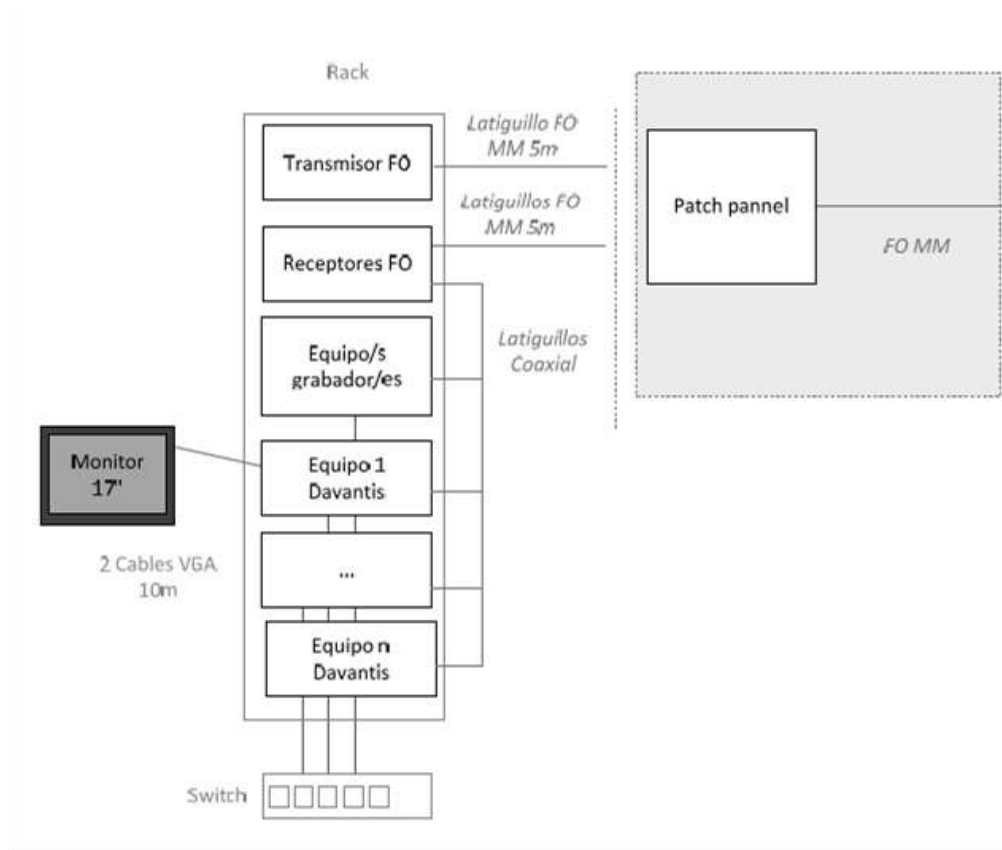 Rack
Latiguillo FO
MM 5m
Transmisor FO
Latiguillos FO
MM 5m
Patch pannel
FO MM
Receptores FO
Latiguillos
Coaxial
Equipo/s
grabador/es
Monitor
17"
Equipo 1
Davantis
2 Cables VGA
10m
...
Equipo n
Davantis
Switch